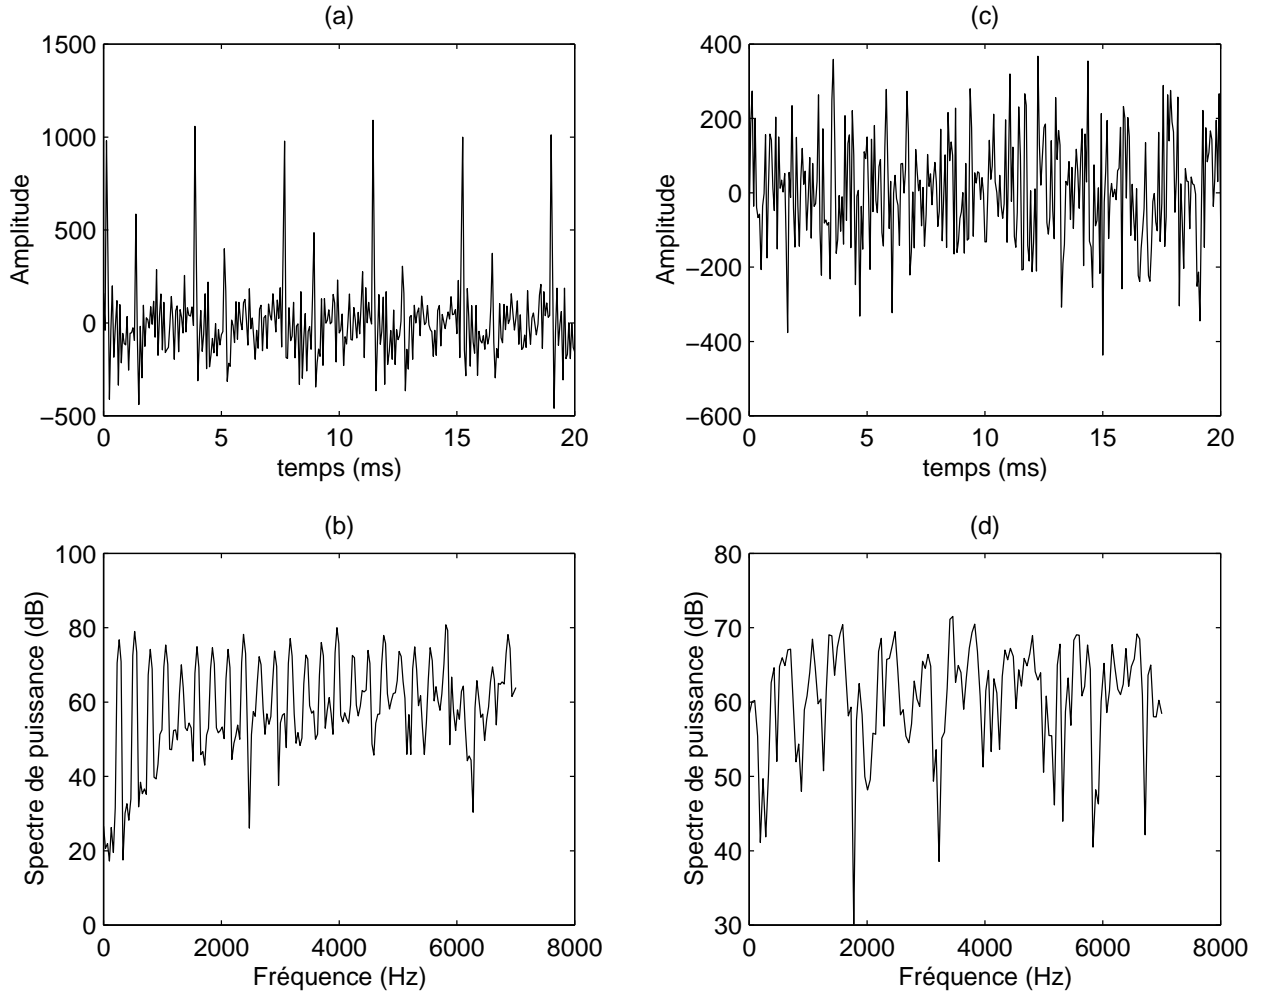 (a)
1500
1000
500
0
−500
Amplitude
0 5 10 15 20
temps (ms)
(c)
400
200
0
−200
−400
−600
Amplitude
0 5 10 15 20
temps (ms)
(b)
100
80
60
40
20
0
Spectre de puissance (dB)
0 2000 4000 6000 8000
Fréquence (Hz)
(d)
80
70
60
50
40
30
Spectre de puissance (dB)
0 2000 4000 6000 8000
Fréquence (Hz)